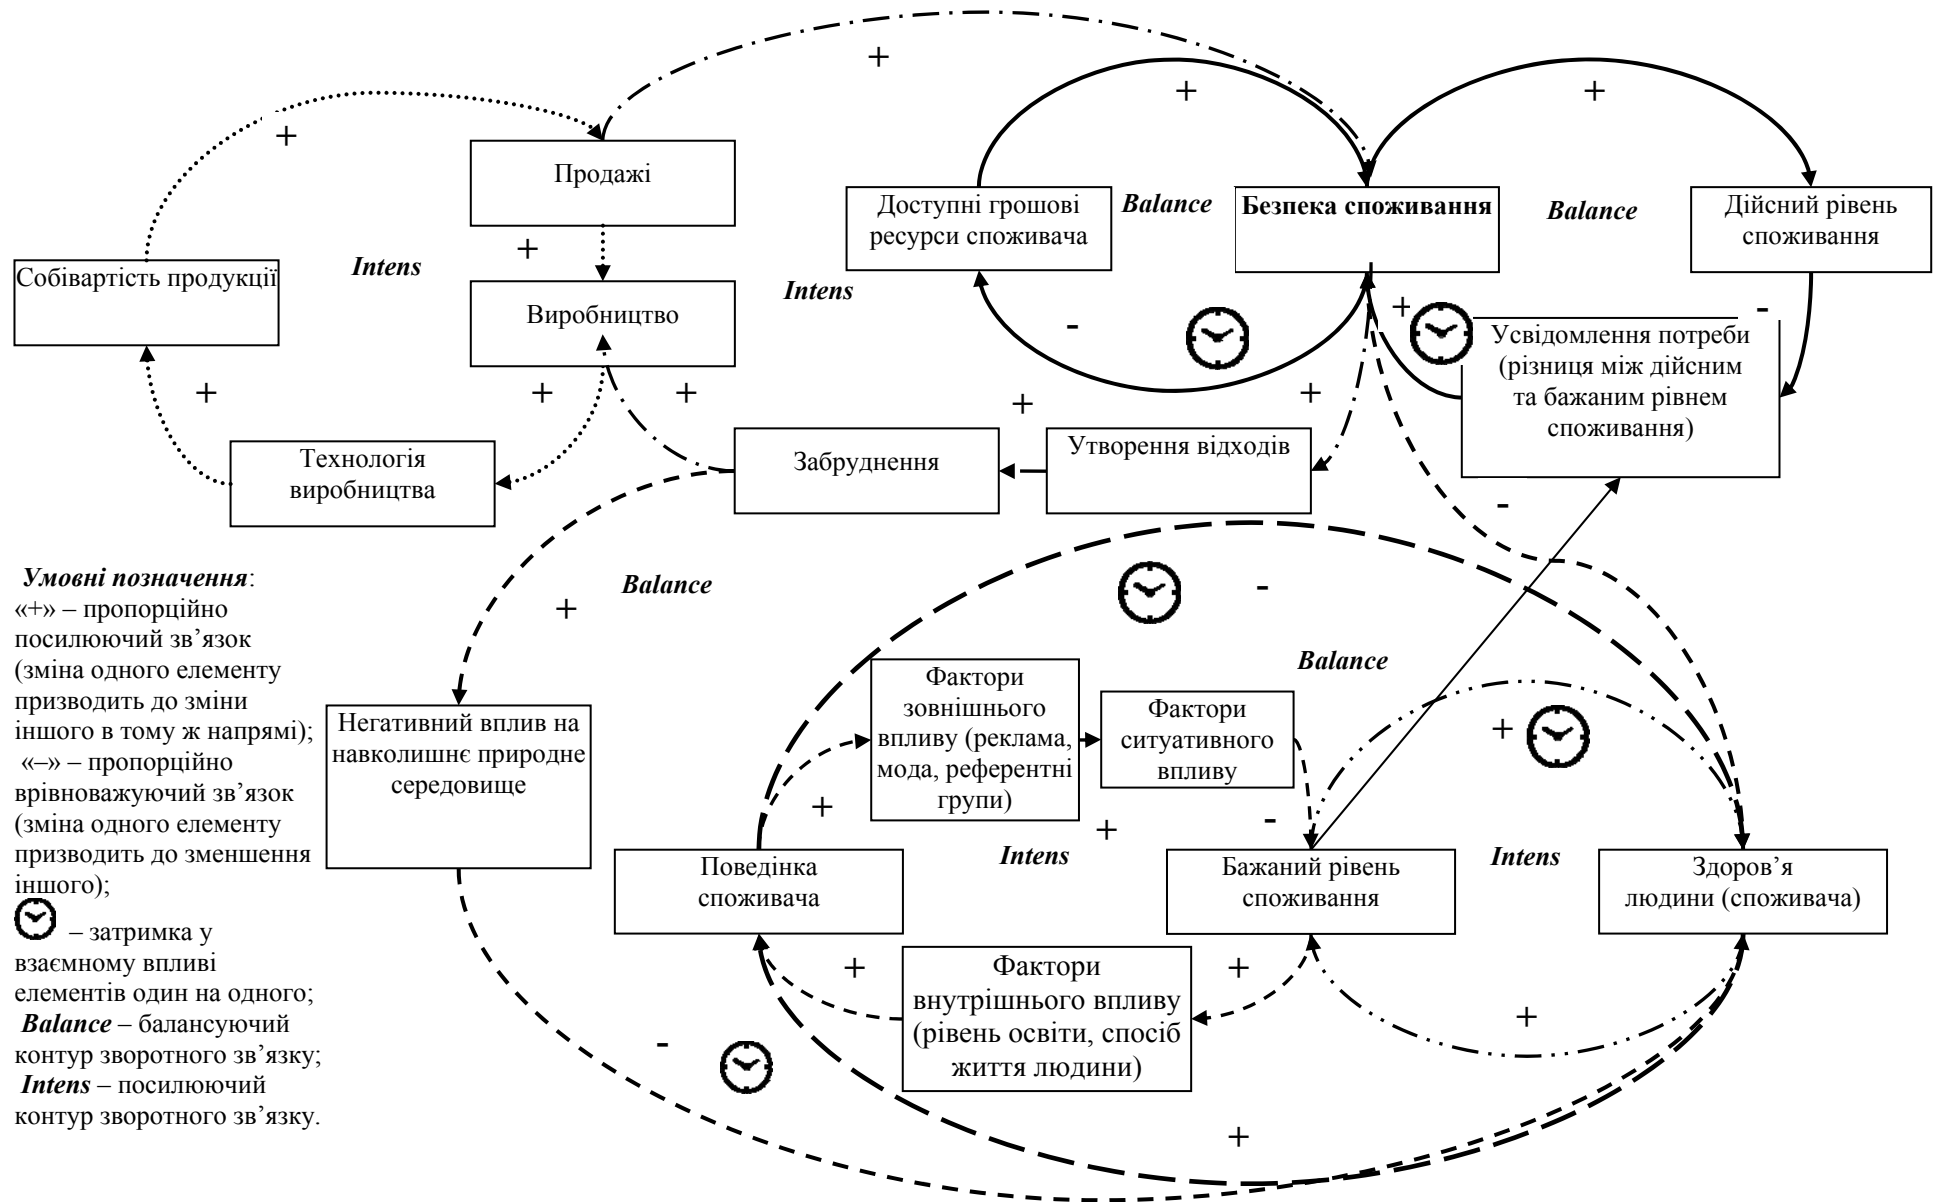 +
+
+
+
Продажі
Доступні грошові
ресурси споживача
Balance
Безпека споживання
Balance
Дійсний рівень
споживання
+
Собівартість продукції
Intens
Intens
Виробництво
-
+
-
Усвідомлення потреби
(різниця між дійсним
та бажаним рівнем
споживання)
+
+
+
+
+
Технологія
виробництва
Забруднення
Утворення відходів
-
Умовні позначення:
«+» – пропорційно
посилюючий зв’язок
(зміна одного елементу
призводить до зміни
іншого в тому ж напрямі);
«–» – пропорційно
врівноважуючий зв’язок
(зміна одного елементу
призводить до зменшення
іншого);
– затримка у
взаємному впливі
елементів один на одного;
Balance – балансуючий
контур зворотного зв’язку;
Intens – посилюючий
контур зворотного зв’язку.
+
Balance
-
Balance
Негативний вплив на
навколишнє природне
середовище
Фактори
зовнішнього
впливу (реклама,
мода, референтні
групи)
Фактори
ситуативного
впливу
+
+
+
-
Intens
Intens
Поведінка
споживача
Бажаний рівень
споживання
Здоров’я
людини (споживача)
+
Фактори
внутрішнього впливу
(рівень освіти, спосіб
життя людини)
+
+
-
+